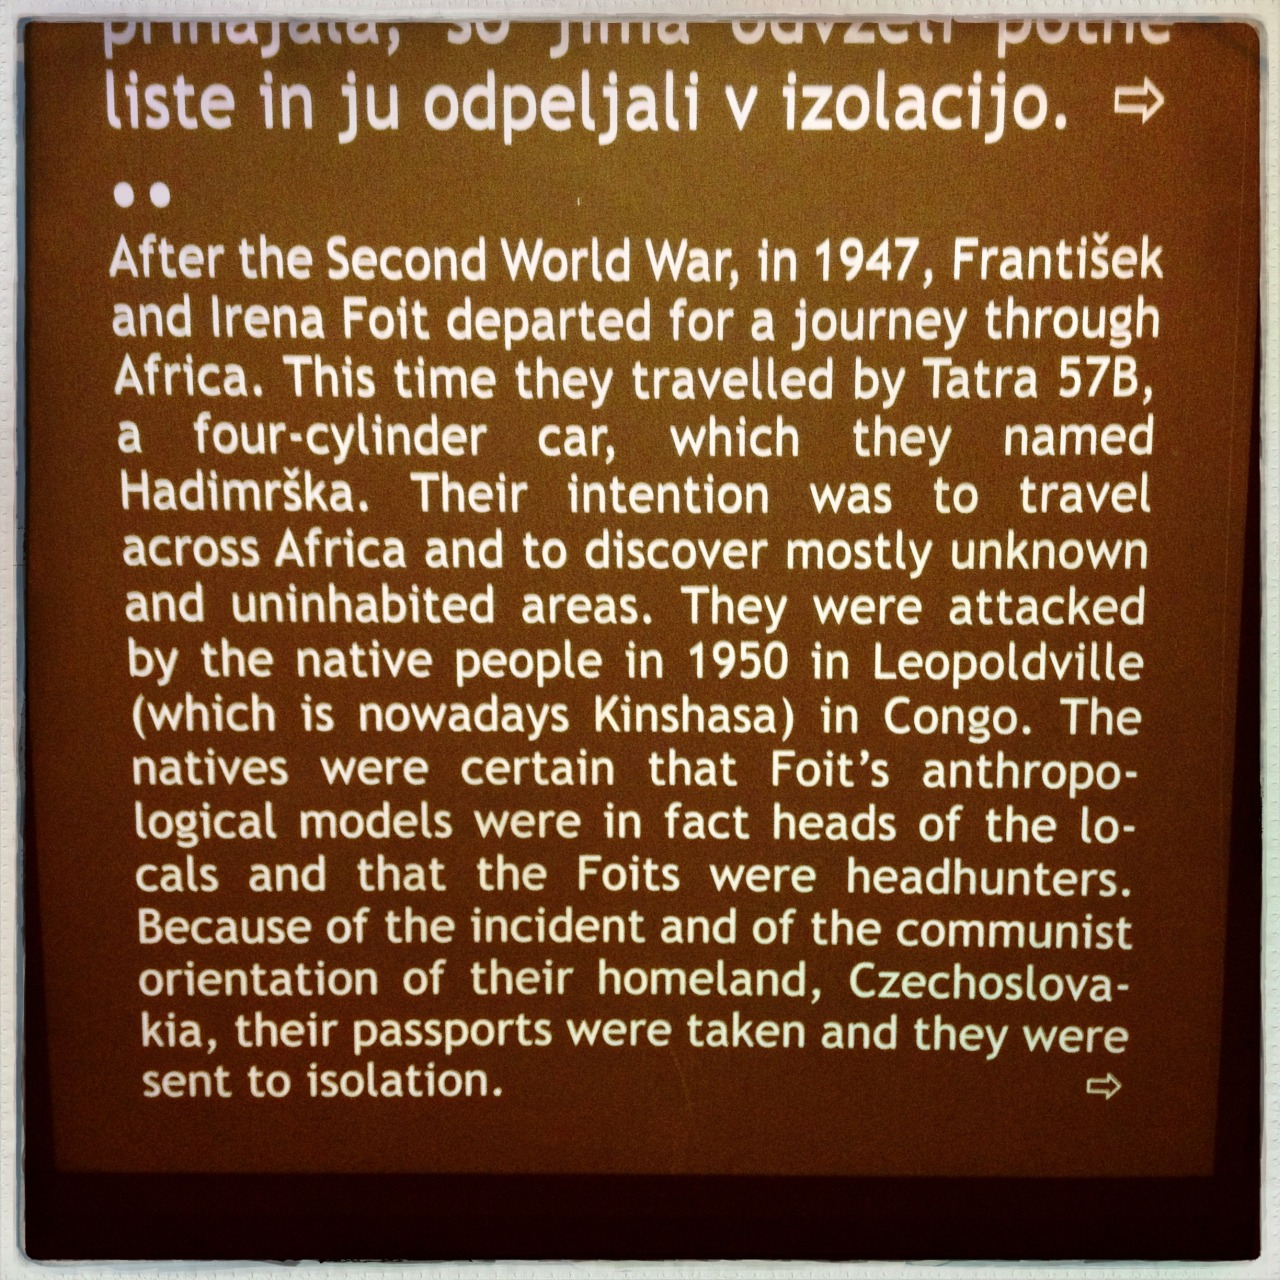 prihajala, so jima odvzeli potne
liste in ju odpeljali v izolacijo. ⇨
••
After the Second World War, in 1947, František
and Irena Foit departed for a journey through
Africa. This time they travelled by Tatra 57B,
a four-cylinder car, which they named
Hadimrška. Their intention was to travel
across Africa and to discover mostly unknown
and uninhabited areas. They were attacked
by the native people in 1950 in Leopoldville
(which is nowadays Kinshasa) in Congo. The
natives were certain that Foit's anthropo-
logical models were in fact heads of the lo-
cals and that the Foits were headhunters.
Because of the incident and of the communist
orientation of their homeland, Czechoslova-
kia, their passports were taken and they were
sent to isolation. ⇨